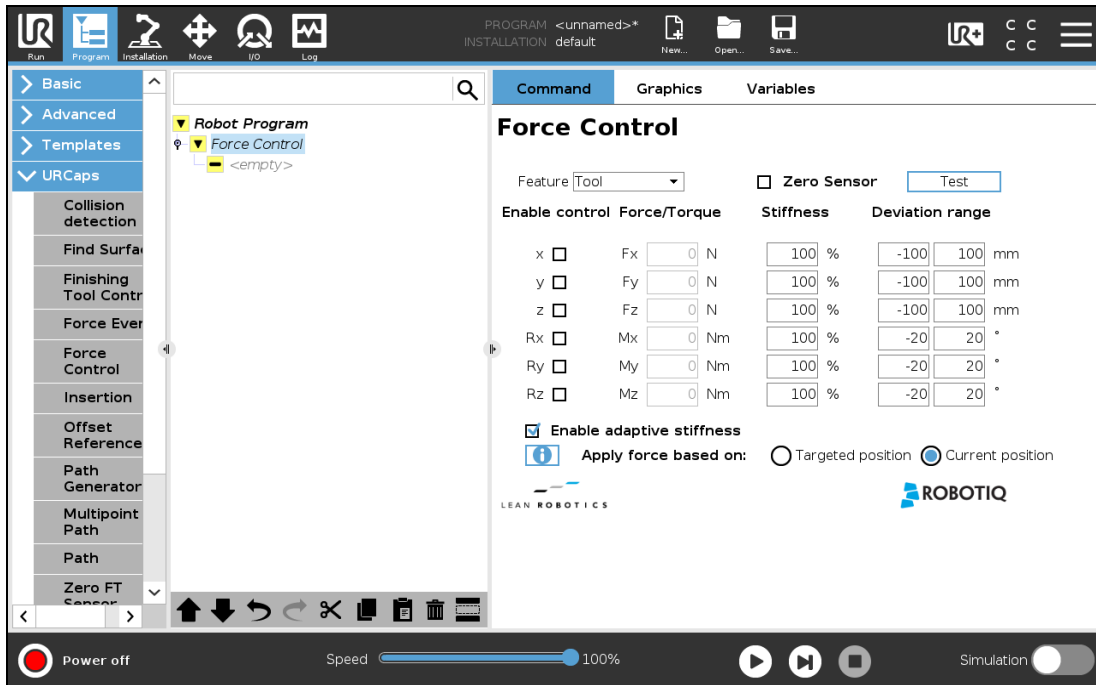 PROGRAM <unnamed>*
INSTALLATION default
Run Program Installation Move I/O Log New... Open... Save... UR+ C C
C C
Basic
Advanced
Templates
URCaps
Collision
detection
Find Surfa
Finishing
Tool Contr
Force Even
Force
Control
Insertion
Offset
Reference
Path
Generator
Multipoint
Path
Path
Zero FT
Sensor
Robot Program
Force Control
<empty>
Command Graphics Variables
Force Control
Feature Tool Zero Sensor Test
Enable control Force/Torque Stiffness Deviation range
x Fx 0 N 100 % -100 100 mm
y Fy 0 N 100 % -100 100 mm
z Fz 0 N 100 % -100 100 mm
Rx Mx 0 Nm 100 % -20 20 °
Ry My 0 Nm 100 % -20 20 °
Rz Mz 0 Nm 100 % -20 20 °
Enable adaptive stiffness
Apply force based on: Targeted position Current position
LEAN ROBOTICS ROBOTIQ
Power off Speed 100% Simulation